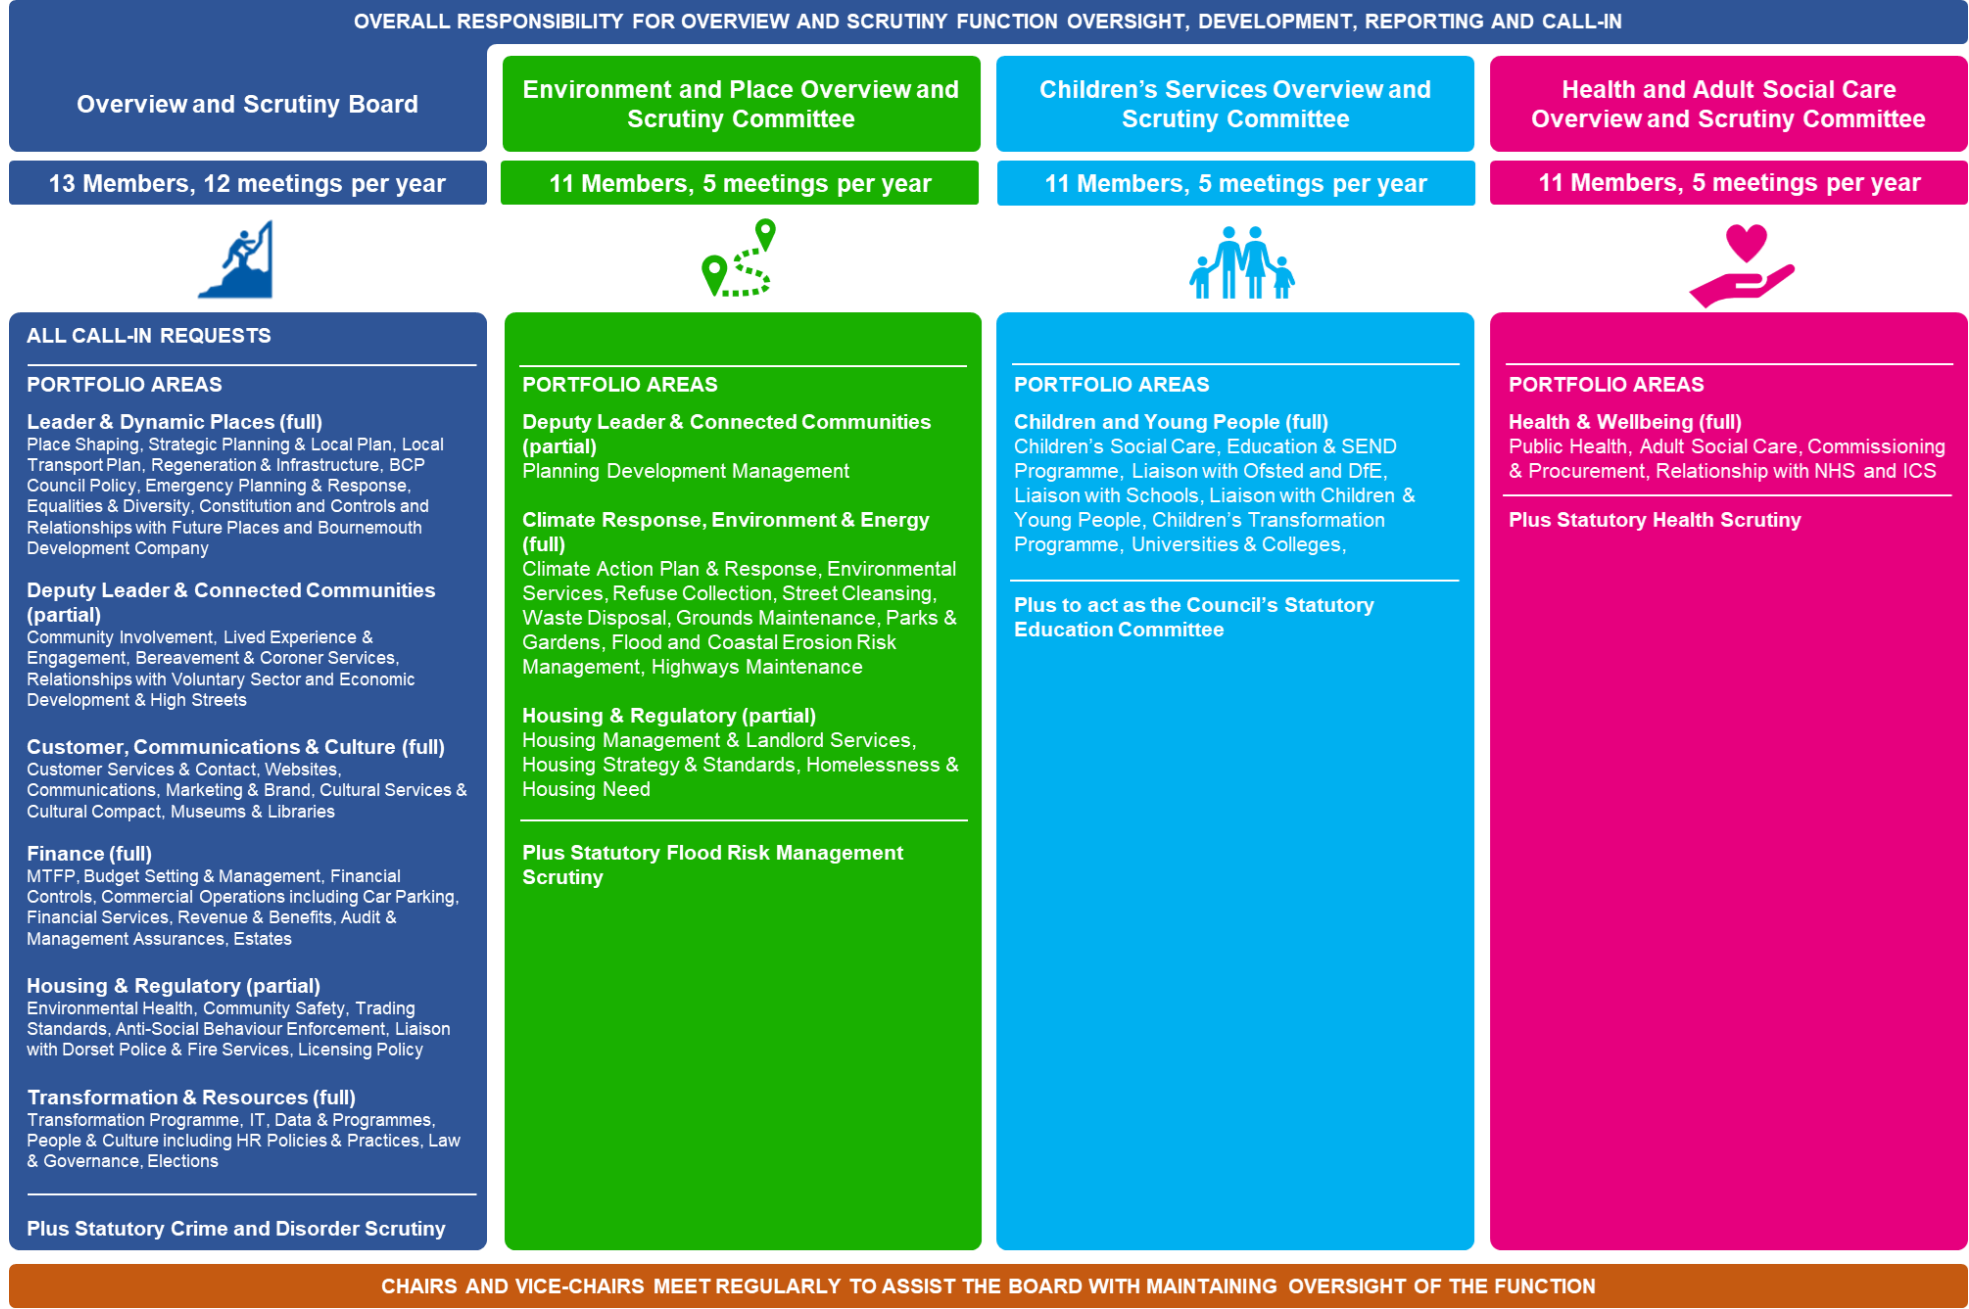 OVERALL RESPONSIBILITY FOR OVERVIEW AND SCRUTINY FUNCTION OVERSIGHT, DEVELOPMENT, REPORTING AND CALL-IN
Overview and Scrutiny Board
13 Members, 12 meetings per year
ALL CALL-IN REQUESTS
PORTFOLIO AREAS
Leader & Dynamic Places (full)
Place Shaping, Strategic Planning & Local Plan, Local
Transport Plan, Regeneration & Infrastructure, BCP
Council Policy, Emergency Planning & Response,
Equalities & Diversity, Constitution and Controls and
Relationships with Future Places and Bournemouth
Development Company
Deputy Leader & Connected Communities
(partial)
Community Involvement, Lived Experience &
Engagement, Bereavement & Coroner Services,
Relationships with Voluntary Sector and Economic
Development & High Streets
Customer, Communications & Culture (full)
Customer Services & Contact, Websites,
Communications, Marketing & Brand, Cultural Services &
Cultural Compact, Museums & Libraries
Finance (full)
MTFP, Budget Setting & Management, Financial
Controls, Commercial Operations including Car Parking,
Financial Services, Revenue & Benefits, Audit &
Management Assurances, Estates
Housing & Regulatory (partial)
Environmental Health, Community Safety, Trading
Standards, Anti-Social Behaviour Enforcement, Liaison
with Dorset Police & Fire Services, Licensing Policy
Transformation & Resources (full)
Transformation Programme, IT, Data & Programmes,
People & Culture including HR Policies & Practices, Law
& Governance, Elections
Plus Statutory Crime and Disorder Scrutiny
Environment and Place Overview and
Scrutiny Committee
11 Members, 5 meetings per year
PORTFOLIO AREAS
Deputy Leader & Connected Communities
(partial)
Planning Development Management
Climate Response, Environment & Energy
(full)
Climate Action Plan & Response, Environmental
Services, Refuse Collection, Street Cleansing,
Waste Disposal, Grounds Maintenance, Parks &
Gardens, Flood and Coastal Erosion Risk
Management, Highways Maintenance
Housing & Regulatory (partial)
Housing Management & Landlord Services,
Housing Strategy & Standards, Homelessness &
Housing Need
Plus Statutory Flood Risk Management
Scrutiny
Children's Services Overview and
Scrutiny Committee
11 Members, 5 meetings per year
PORTFOLIO AREAS
Children and Young People (full)
Children's Social Care, Education & SEND
Programme, Liaison with Ofsted and DfE,
Liaison with Schools, Liaison with Children &
Young People, Children's Transformation
Programme, Universities & Colleges,
Plus to act as the Council's Statutory
Education Committee
Health and Adult Social Care
Overview and Scrutiny Committee
11 Members, 5 meetings per year
PORTFOLIO AREAS
Health & Wellbeing (full)
Public Health, Adult Social Care, Commissioning
& Procurement, Relationship with NHS and ICS
Plus Statutory Health Scrutiny
CHAIRS AND VICE-CHAIRS MEET REGULARLY TO ASSIST THE BOARD WITH MAINTAINING OVERSIGHT OF THE FUNCTION